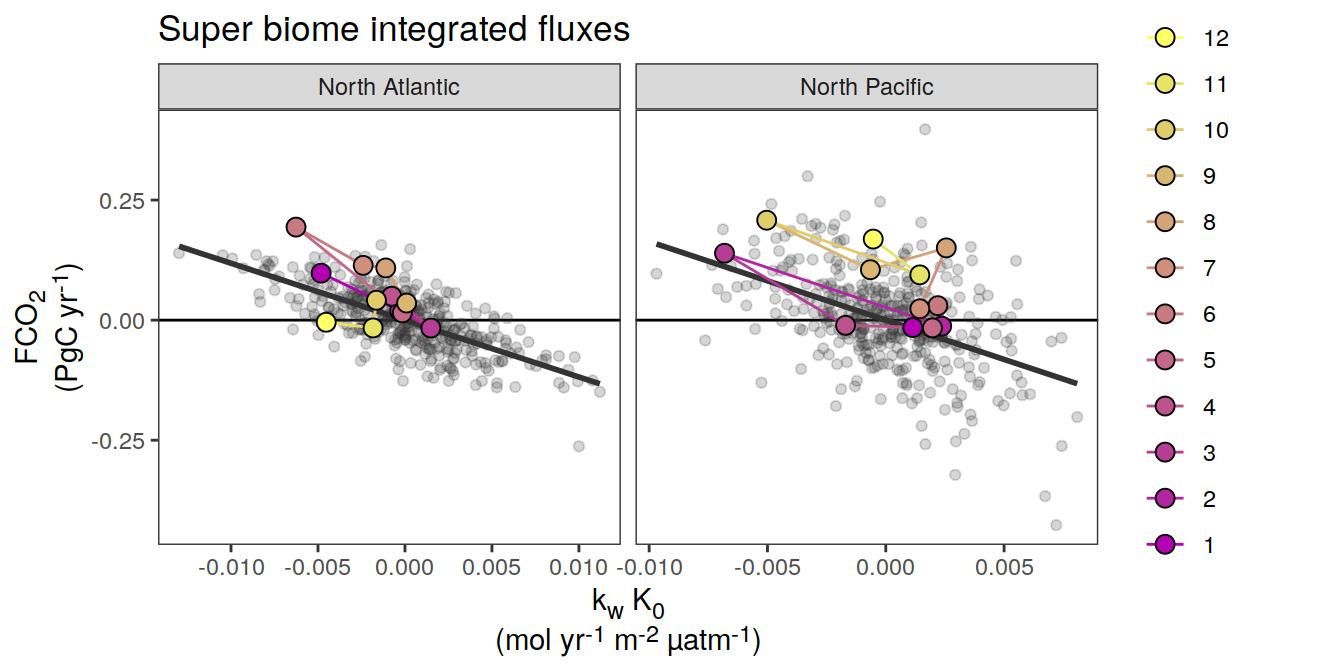 Super biome integrated fluxes
North Atlantic
North Pacific
0.25
0.00
-0.25
FCO2
(PgC yr-1)
-0.010 -0.005 0.000 0.005 0.010
-0.010 -0.005 0.000 0.005
kw K0
(mol yr-1 m-2 µatm-1)
12
11
10
9
8
7
6
5
4
3
2
1